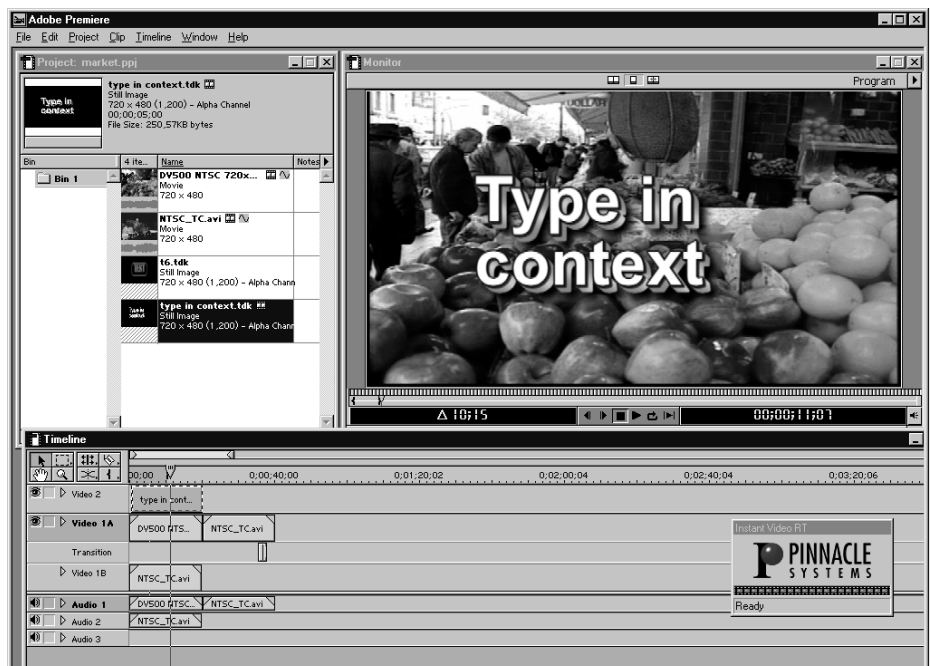 Adobe Premiere
File Edit Project Clip Timeline Window Help
Project: market.ppj
type in context.tdk
Still Image
720 x 480 (1,200) - Alpha Channel
00;00;05;00
File Size: 250,57KB bytes
Type in
context
Bin
4 ite...
Name
Notes
Bin 1
DV500 NTSC 720x...
Movie
720 x 480
NTSC_TC.avi
Movie
720 x 480
TEST
t6.tdk
Still Image
720 x 480 (1,200) - Alpha Chann
type in context.tdk
Still Image
720 x 480 (1,200) - Alpha Chann
Monitor
Program
DOLLAR
Type in
context
Δ 10;15
00;00;11;07
Timeline
00:00
0;00;40;00
0;01;20;02
0;02;00;04
0;02;40;04
0;03;20;06
Video 2
type in cont...
Video 1A
DV500 NTS...
NTSC_TC.avi
Transition
Video 1B
NTSC_TC.avi
Audio 1
DV500 NTSC...
NTSC_TC.avi
Audio 2
NTSC_TC.avi
Audio 3
Instant Video RT
PINNACLE
SYSTEMS
Ready